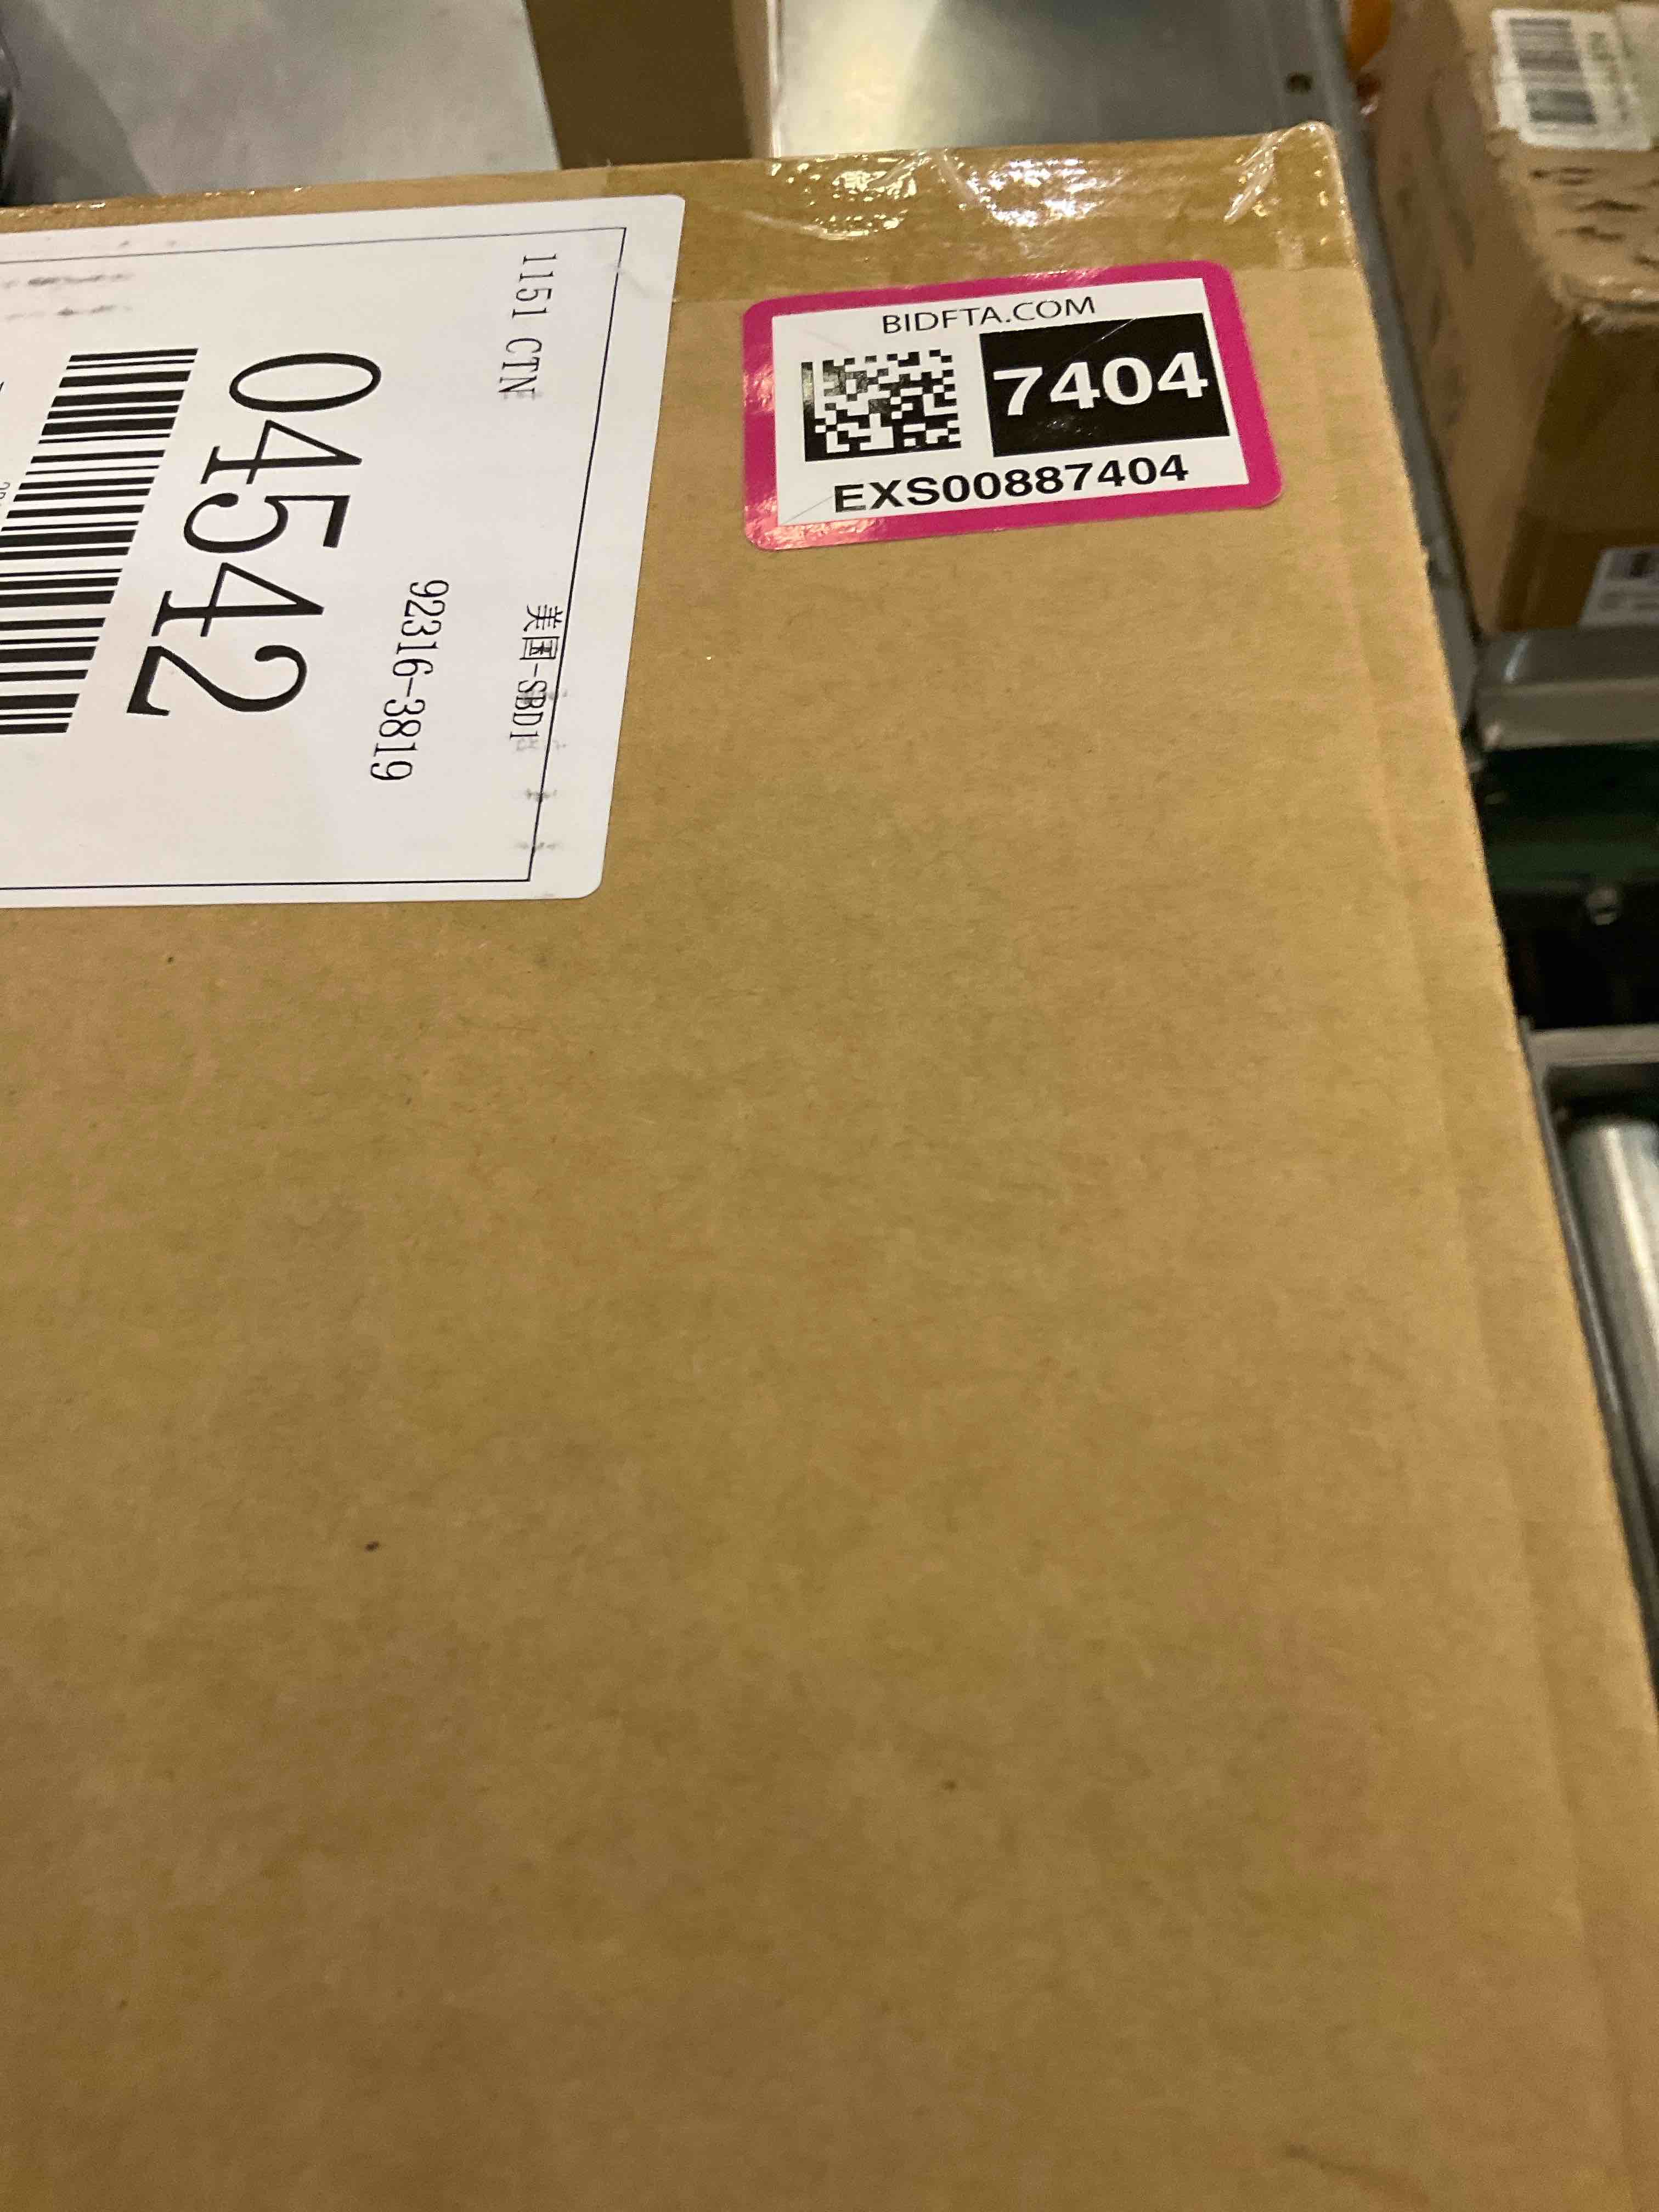 1151 CTN
美国-SBD1
92316-3819
04542
BIDFTA.COM
7404
EXS00887404